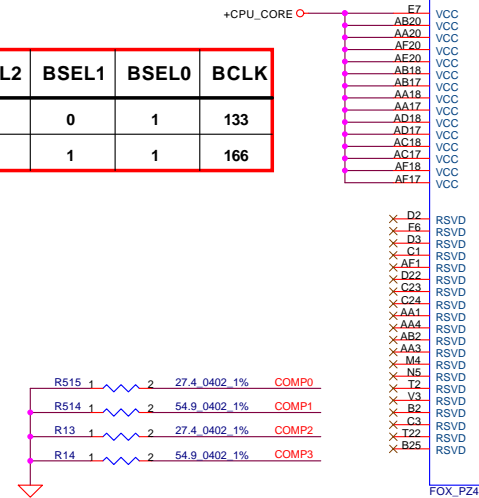 +CPU_CORE
E7 VCC
AB20 VCC
AA20 VCC
AF20 VCC
AE20 VCC
AB18 VCC
AB17 VCC
AA18 VCC
AA17 VCC
AD18 VCC
AD17 VCC
AC18 VCC
AC17 VCC
AF18 VCC
AF17 VCC
L2 BSEL1 BSEL0 BCLK
0 1 133
1 1 166
D2 RSVD
F6 RSVD
D3 RSVD
C1 RSVD
AF1 RSVD
D22 RSVD
C23 RSVD
C24 RSVD
AA1 RSVD
AA4 RSVD
AB2 RSVD
AA3 RSVD
M4 RSVD
N5 RSVD
T2 RSVD
V3 RSVD
B2 RSVD
C3 RSVD
T22 RSVD
B25 RSVD
R515 1 2 27.4_0402_1% COMP0
R514 1 2 54.9_0402_1% COMP1
R13 1 2 27.4_0402_1% COMP2
R14 1 2 54.9_0402_1% COMP3
FOX_PZ4